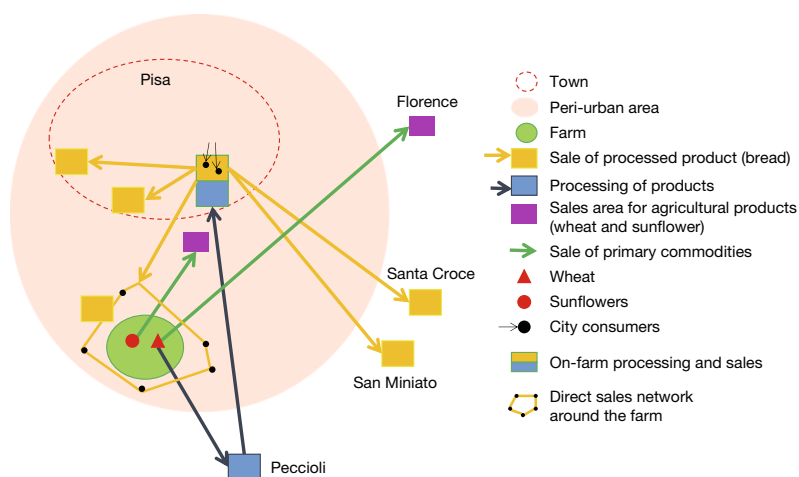 Pisa
Florence
Santa Croce
San Miniato
Peccioli
Town
Peri-urban area
Farm
Sale of processed product (bread)
Processing of products
Sales area for agricultural products
(wheat and sunflower)
Sale of primary commodities
Wheat
Sunflowers
City consumers
On-farm processing and sales
Direct sales network
around the farm